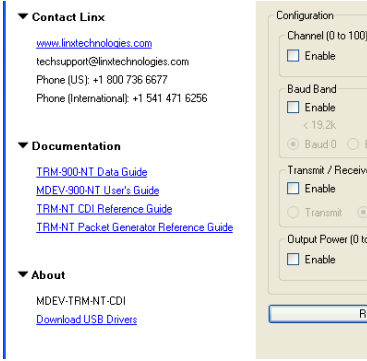 Contact Linx
www.linxtechnologies.com
techsupport@linxtechnologies.com
Phone (US): +1 800 736 6677
Phone (International): +1 541 471 6256
Documentation
TRM-900-NT Data Guide
MDEV-900-NT User's Guide
TRM-NT CDI Reference Guide
TRM-NT Packet Generator Reference Guide
About
MDEV-TRM-NT-CDI
Download USB Drivers
Configuration
Channel (0 to 100)
Enable
Baud Band
Enable
< 19.2k
Baud 0
Transmit / Receiv
Enable
Transmit
Output Power (0 to
Enable
R